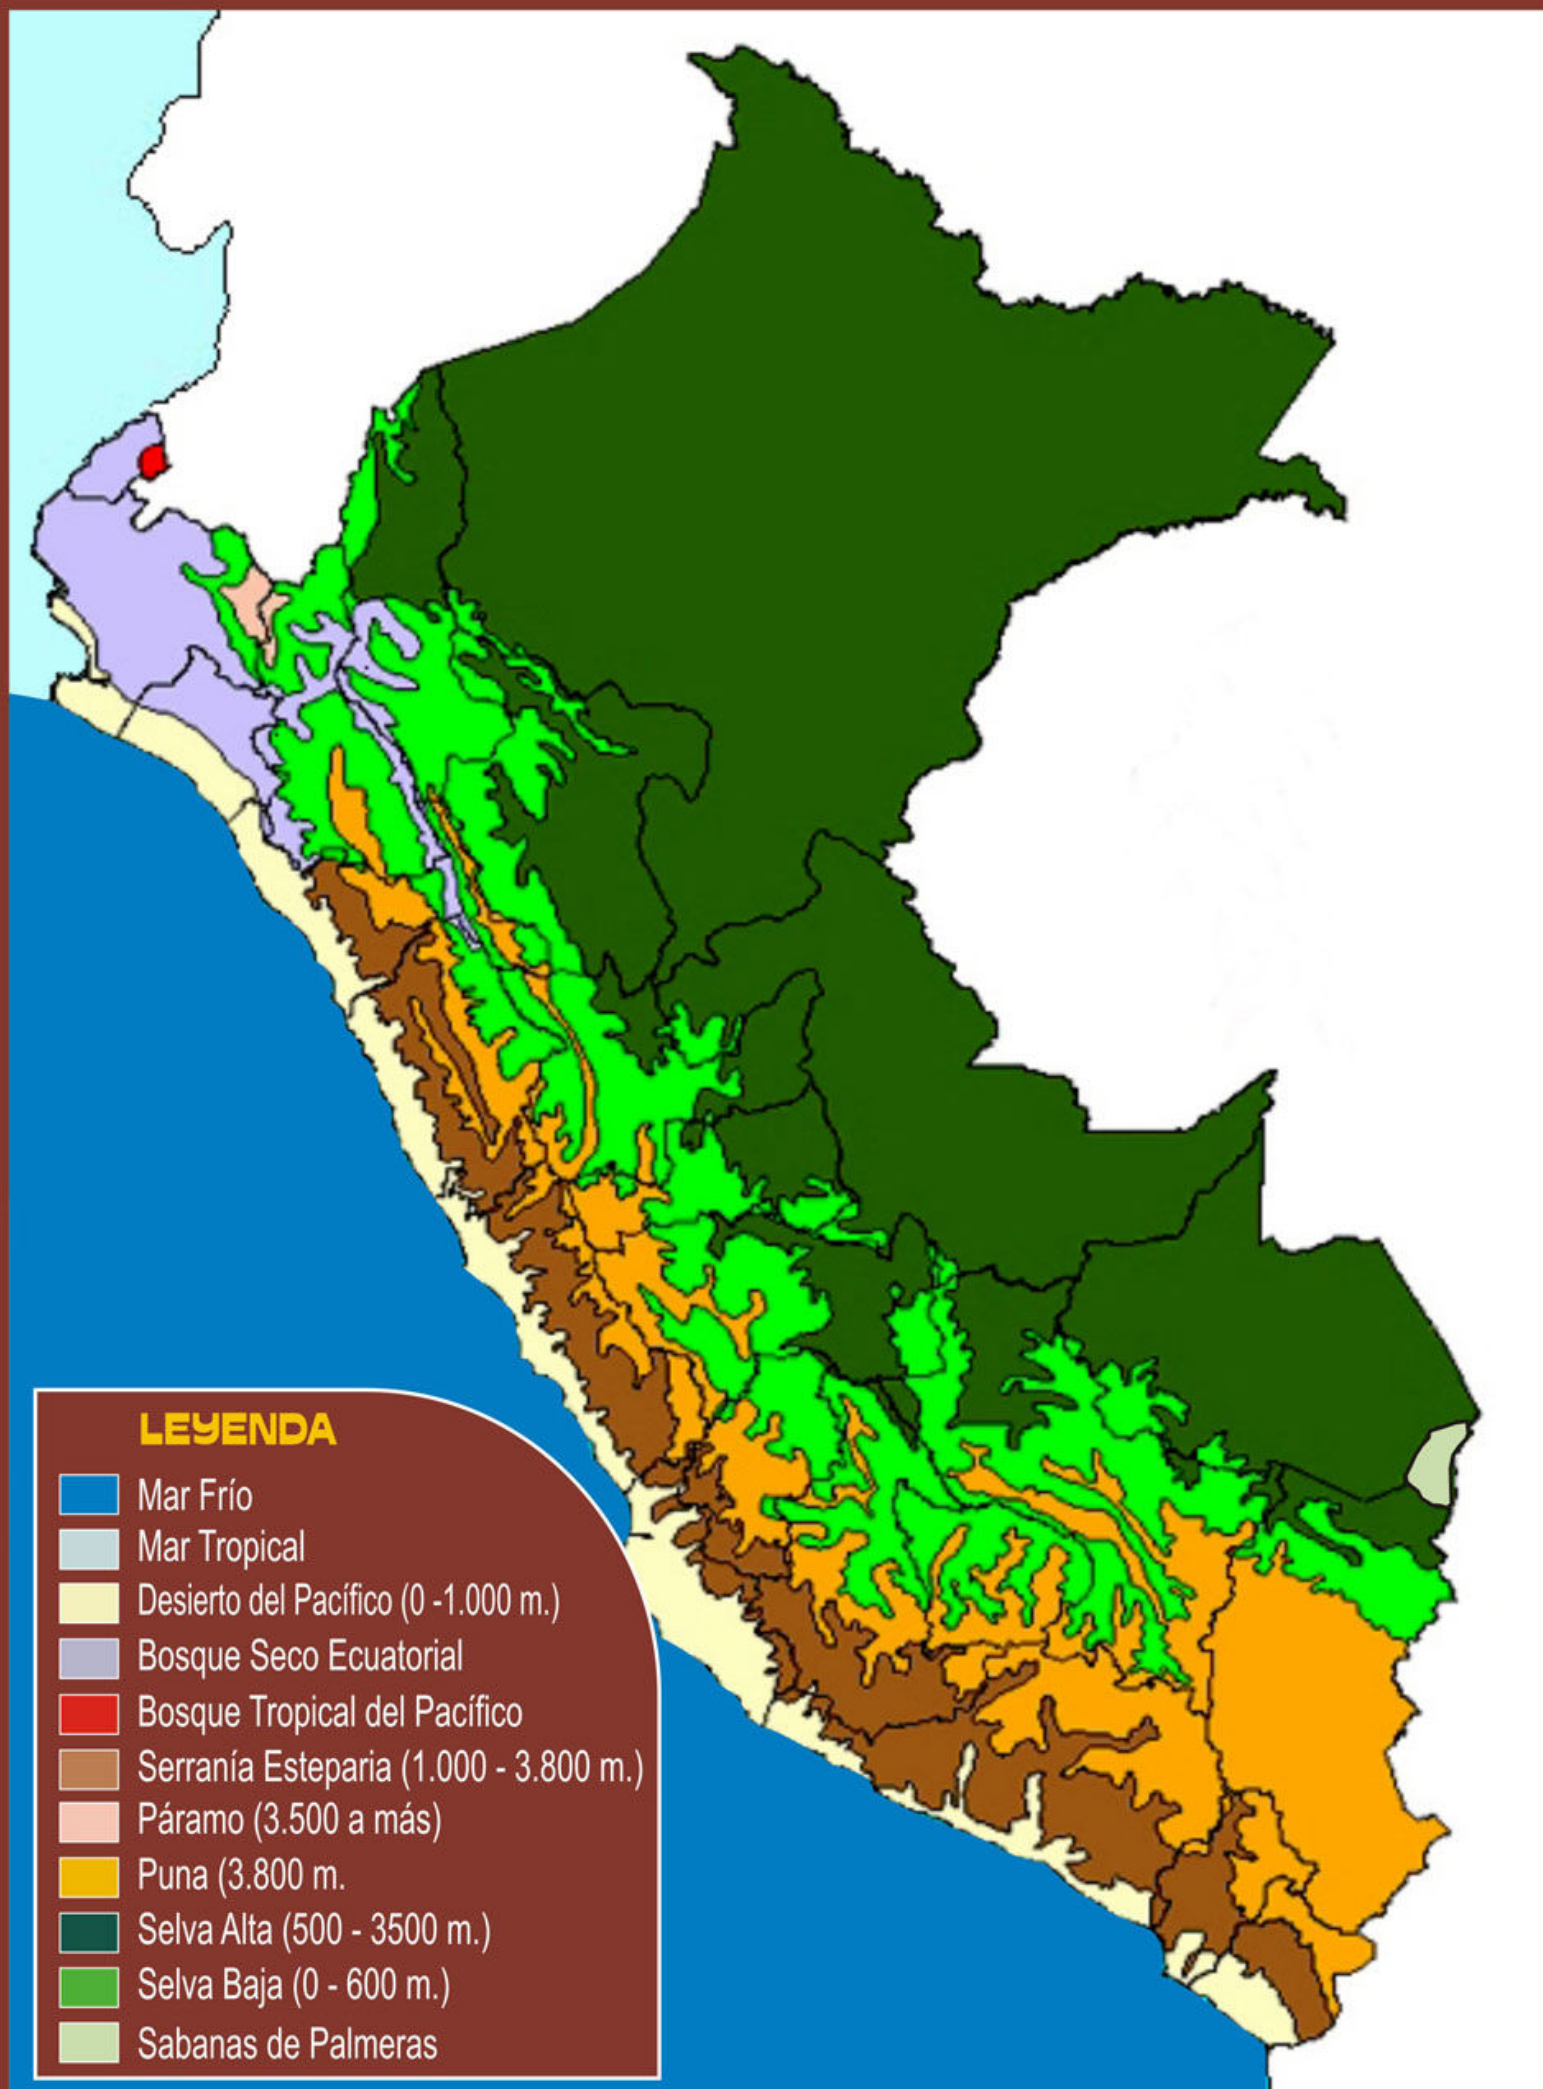 LEYENDA
Mar Frío
Mar Tropical
Desierto del Pacífico (0 -1.000 m.)
Bosque Seco Ecuatorial
Bosque Tropical del Pacífico
Serranía Esteparia (1.000 - 3.800 m.)
Páramo (3.500 a más)
Puna (3.800 m.
Selva Alta (500 - 3500 m.)
Selva Baja (0 - 600 m.)
Sabanas de Palmeras